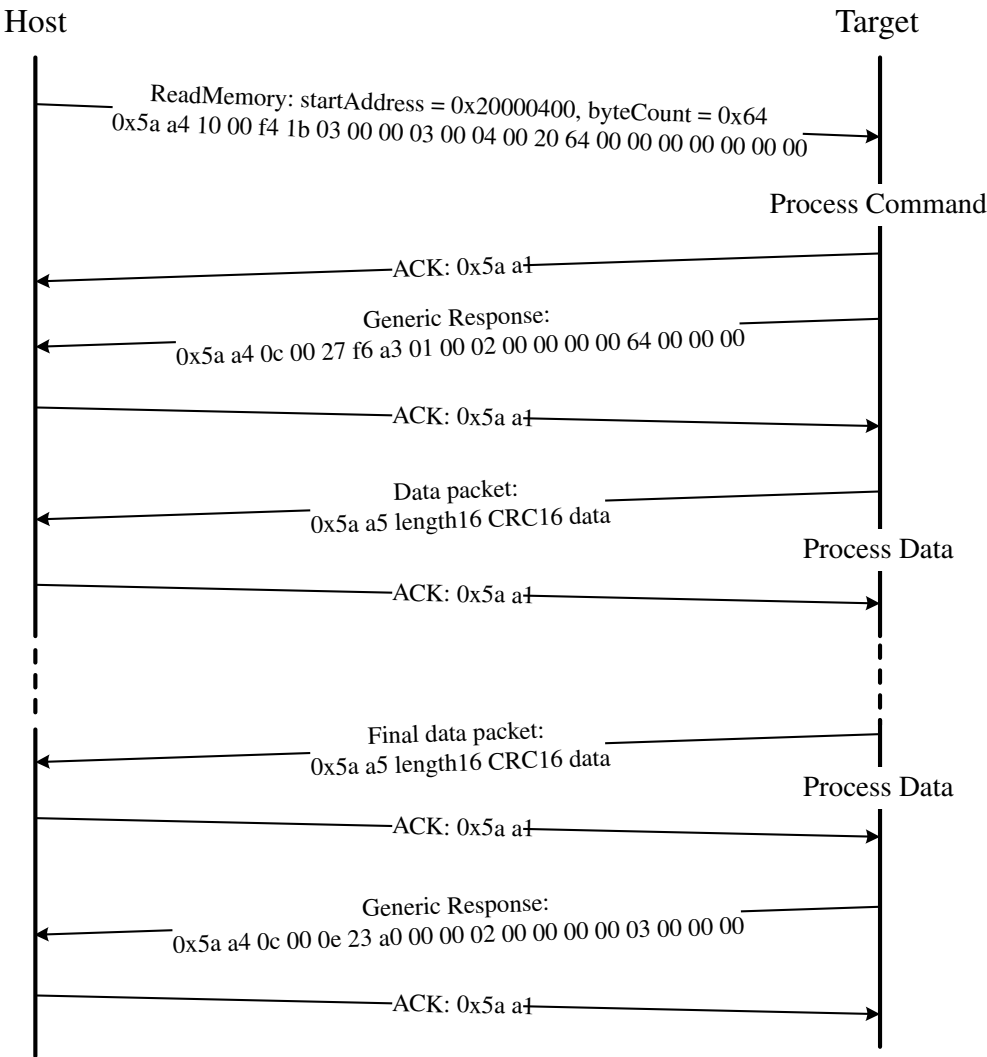 Host
Target
ReadMemory: startAddress = 0x20000400, byteCount = 0x64
0x5a a4 10 00 f4 1b 03 00 00 03 00 04 00 20 64 00 00 00 00 00 00 00
Process Command
ACK: 0x5a a1
Generic Response:
0x5a a4 0c 00 27 f6 a3 01 00 02 00 00 00 00 64 00 00 00
ACK: 0x5a a1
Data packet:
0x5a a5 length16 CRC16 data
Process Data
ACK: 0x5a a1
Final data packet:
0x5a a5 length16 CRC16 data
Process Data
ACK: 0x5a a1
Generic Response:
0x5a a4 0c 00 0e 23 a0 00 00 02 00 00 00 00 03 00 00 00
ACK: 0x5a a1